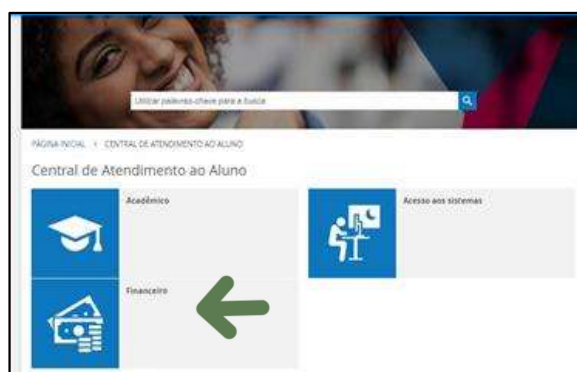 Utilizar palavras-chave para a busca
PÁGINA INICIAL > CENTRAL DE ATENDIMENTO AO ALUNO
Central de Atendimento ao Aluno
Acadêmico
Acesso aos sistemas
Financeiro